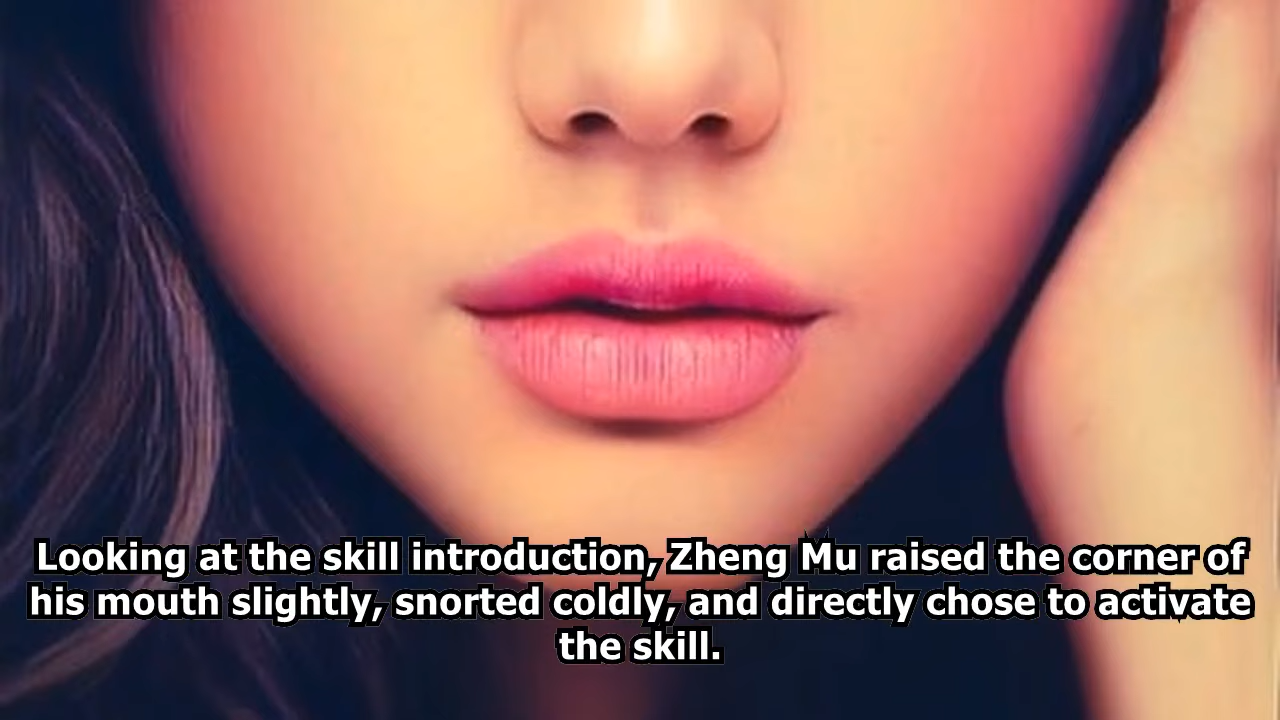 Looking at the skill introduction, Zheng Mu raised the corner of
his mouth slightly, snorted coldly, and directly chose to activate
the skill.